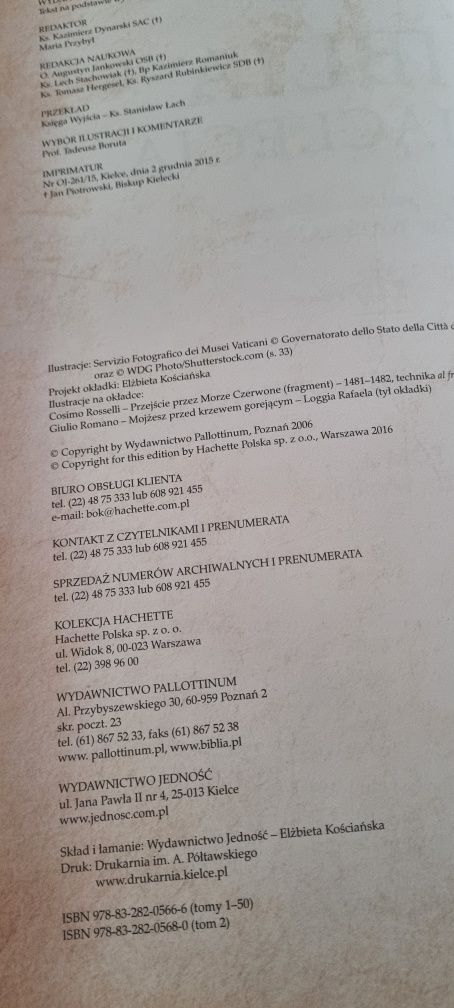 Tekst na podstawie
REDAKTOR
Ks. Kazimierz Dynarski SAC (†)
Maria Przybył
REDAKCJA NAUKOWA
O. Augustyn Jankowski OSB (†)
Ks. Lech Stachowiak (†), Bp Kazimierz Romaniuk
Ks. Tomasz Hergesel, Ks. Ryszard Rubinkiewicz SDB (†)
PRZEKŁAD
Księga Wyjścia – Ks. Stanisław Łach
WYBÓR ILUSTRACJI I KOMENTARZE
Prof. Tadeusz Boruta
IMPRIMATUR
Nr OJ-261/15, Kielce, dnia 2 grudnia 2015 r.
† Jan Piotrowski, Biskup Kielecki
Ilustracje: Servizio Fotografico dei Musei Vaticani © Governatorato dello Stato della Città
oraz © WDG Photo/Shutterstock.com (s. 33)
Projekt okładki: Elżbieta Kościańska
Ilustracje na okładce:
Cosimo Rosselli – Przejście przez Morze Czerwone (fragment) – 1481–1482, technika al
Giulio Romano – Mojżesz przed krzewem gorejącym – Loggia Rafaela (tył okładki)
© Copyright by Wydawnictwo Pallottinum, Poznań 2006
© Copyright for this edition by Hachette Polska sp. z o.o., Warszawa 2016
BIURO OBSŁUGI KLIENTA
tel. (22) 48 75 333 lub 608 921 455
e-mail: bok@hachette.com.pl
KONTAKT Z CZYTELNIKAMI I PRENUMERATA
tel. (22) 48 75 333 lub 608 921 455
SPRZEDAŻ NUMERÓW ARCHIWALNYCH I PRENUMERATA
tel. (22) 48 75 333 lub 608 921 455
KOLEKCJA HACHETTE
Hachette Polska sp. z o. o.
ul. Widok 8, 00-023 Warszawa
tel. (22) 398 96 00
WYDAWNICTWO PALLOTTINUM
Al. Przybyszewskiego 30, 60-959 Poznań 2
skr. poczt. 23
tel. (61) 867 52 33, faks (61) 867 52 38
www. pallottinum.pl, www.biblia.pl
WYDAWNICTWO JEDNOŚĆ
ul. Jana Pawła II nr 4, 25-013 Kielce
www.jednosc.com.pl
Skład i łamanie: Wydawnictwo Jedność – Elżbieta Kościańska
Druk: Drukarnia im. A. Półtawskiego
www.drukarnia.kielce.pl
ISBN 978-83-282-0566-6 (tomy 1–50)
ISBN 978-83-282-0568-0 (tom 2)